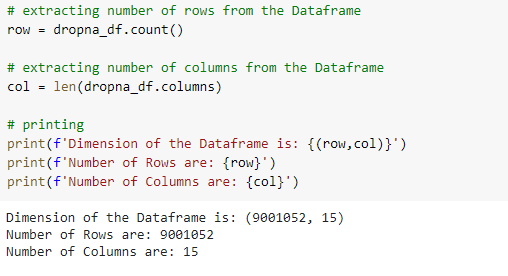 # extracting number of rows from the Dataframe
row = dropna_df.count()
# extracting number of columns from the Dataframe
col = len(dropna_df.columns)
# printing
print(f'Dimension of the Dataframe is: {(row,col)}')
print(f'Number of Rows are: {row}')
print(f'Number of Columns are: {col}')
Dimension of the Dataframe is: (9001052, 15)
Number of Rows are: 9001052
Number of Columns are: 15